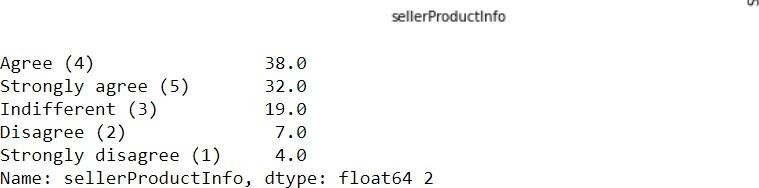 sellerProductInfo
Agree (4) 38.0
Strongly agree (5) 32.0
Indifferent (3) 19.0
Disagree (2) 7.0
Strongly disagree (1) 4.0
Name: sellerProductInfo, dtype: float64 2